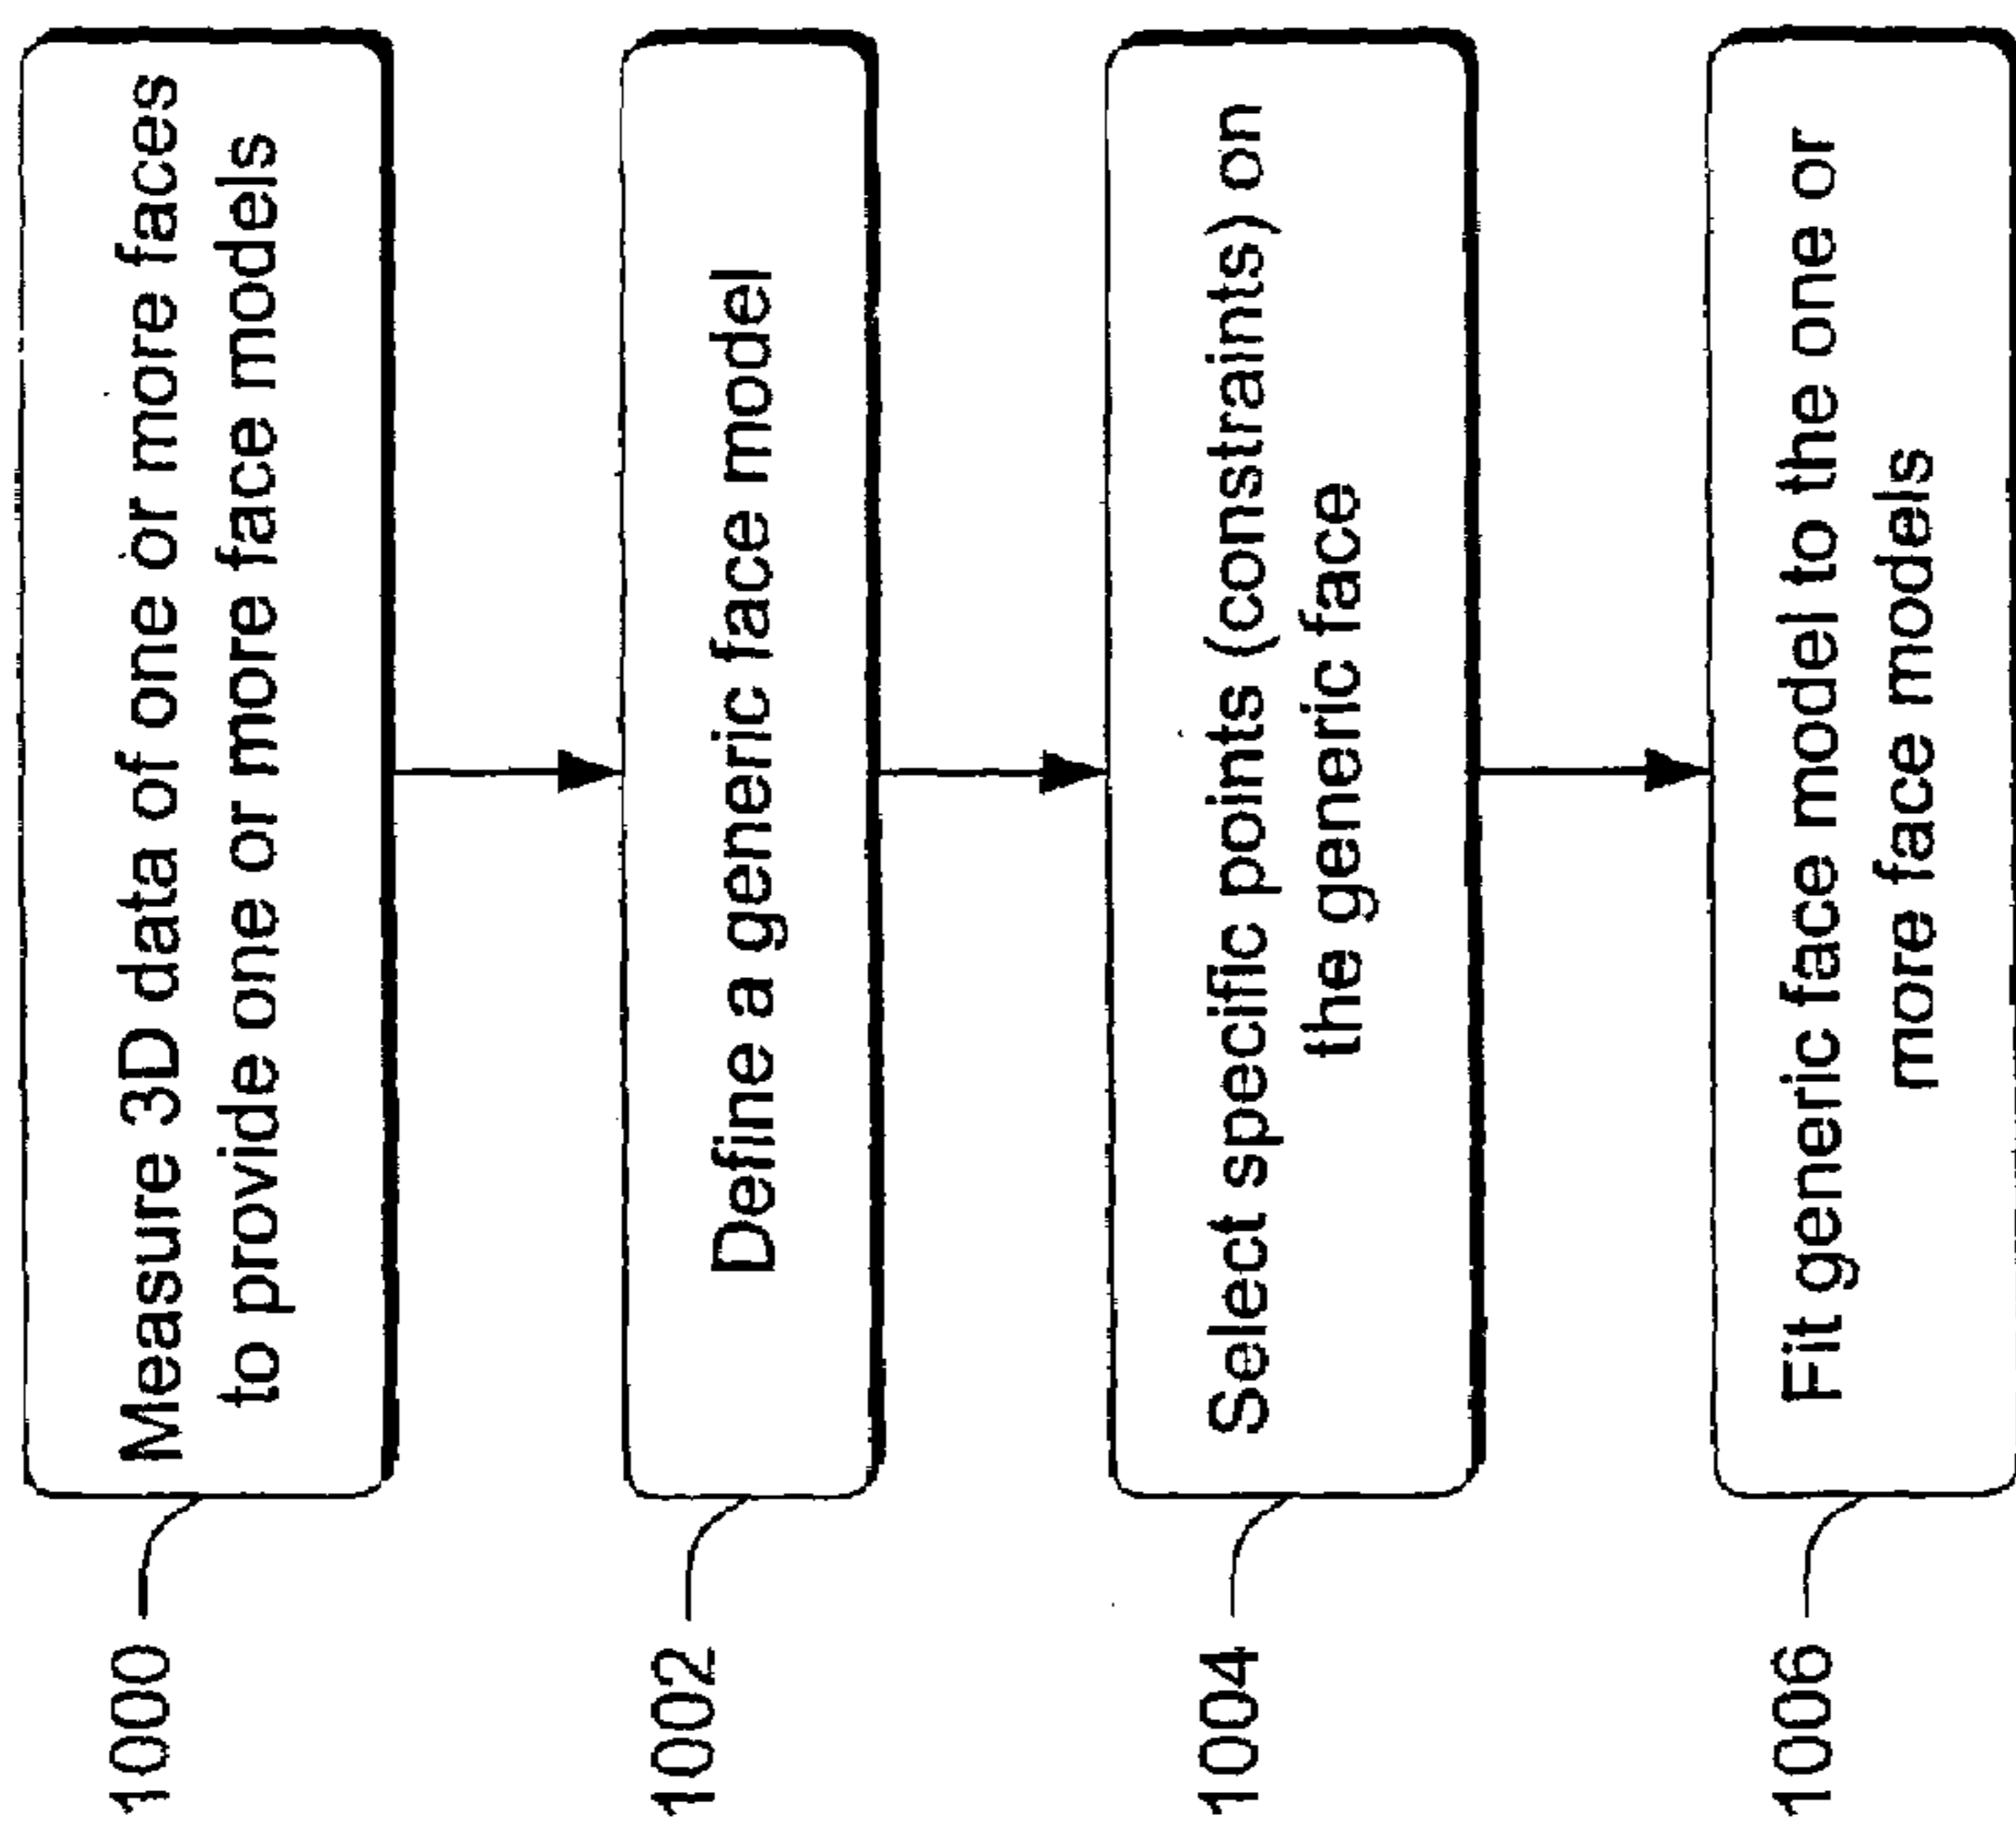 1000
Measure 3D data of one or more faces
to provide one or more face models
1002
Define a generic face model
1004
Select specific points (constraints) on
the generic face
1006
Fit generic face model to the one or
more face models